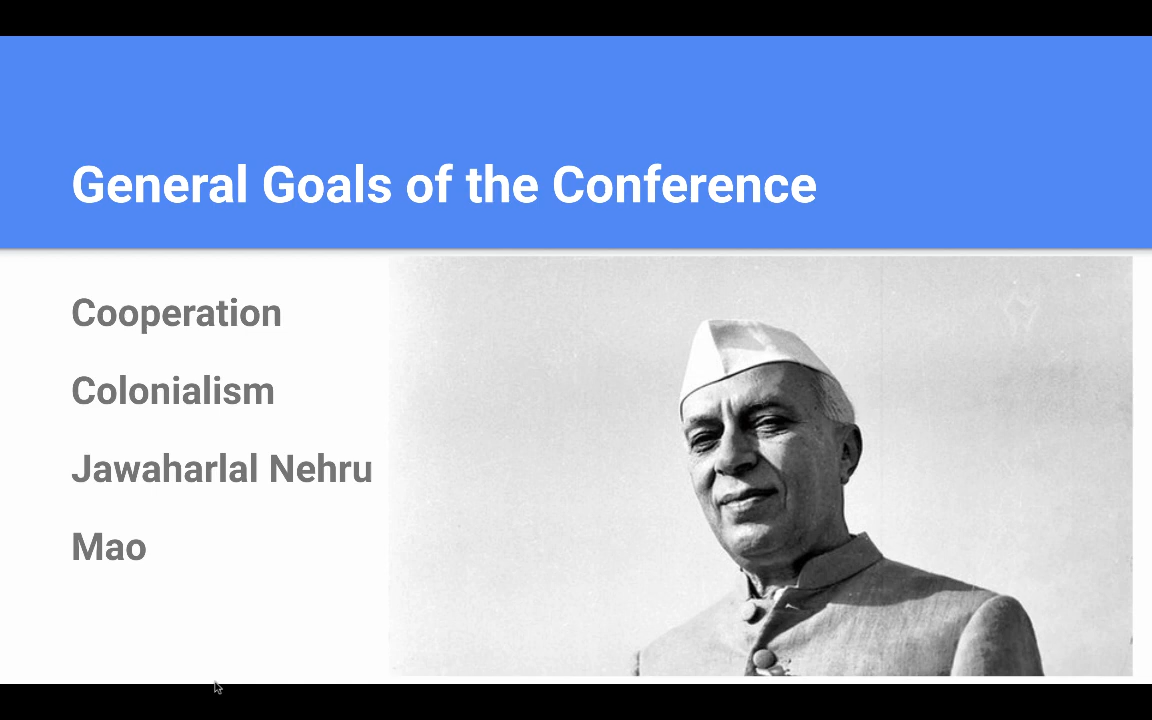 General Goals of the Conference
Cooperation
Colonialism
Jawaharlal Nehru
Mao